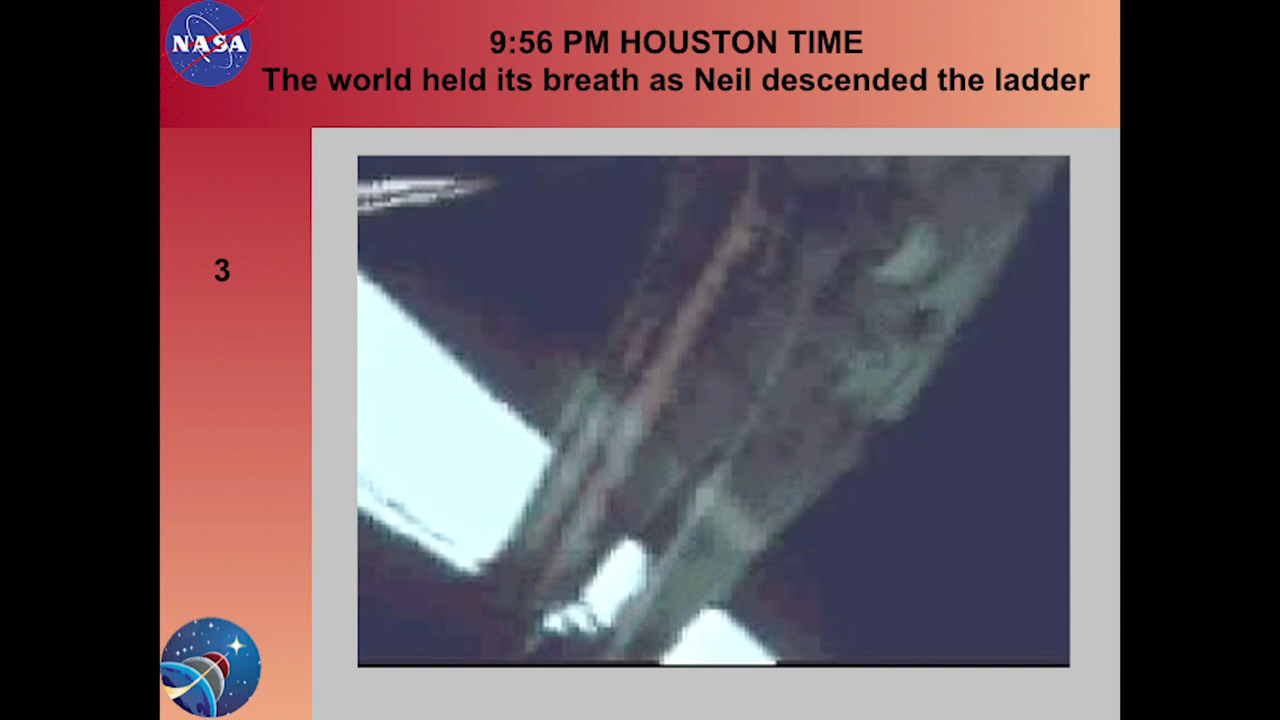 NASA
9:56 PM HOUSTON TIME
The world held its breath as Neil descended the ladder
3